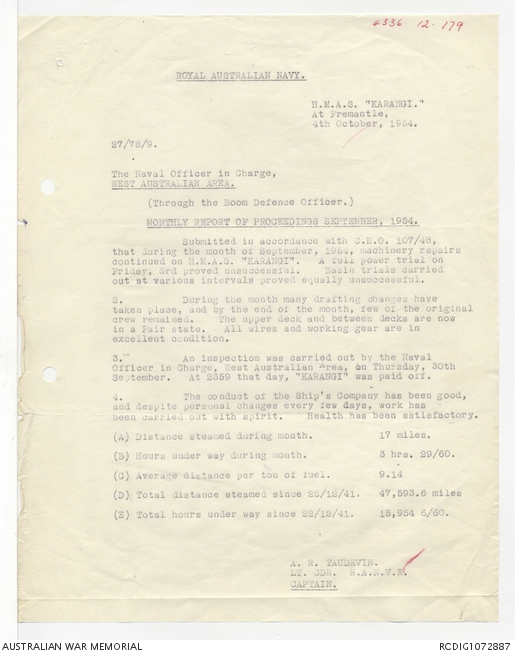 4336 12 179
ROYAL AUSTRALIAN NAVY.
H.M.A.S. "KARANGI."
At Fremantle,
4th October, 1954.
27/78/9.
The Naval Officer in Charge,
WEST AUSTRALIAN AREA.
(Through the Boom Defence Officer.)
MONTHLY REPORT OF PROCEEDINGS SEPTEMBER, 1954.
Submitted in accordance with C.N.O. 107/48,
that during the month of September, 1954, machinery repairs
continued on H.M.A.S. "KARANGI". A full power trial on
Friday, 3rd proved unsuccessful. Basin trials carried
out at various intervals proved equally unsuccessful.
2. During the month many drafting changes have
taken place, and by the end of the month, few of the original
crew remained. The upper deck and between decks are now
in a Fair state. All wires and working gear are in
excellent condition.
3. An inspection was carried out by the Naval
Officer in Charge, West Australian Area, on Thursday, 30th
September. At 2359 that day, "KARANGI" was paid off.
4. The conduct of the Ship's Company has been good,
and despite personal changes every few days, work has
been carried out with spirit. Health has been satisfactory.
(A) Distance steamed during month. 17 miles.
(B) Hours under way during month. 3 hrs. 29/60.
(C) Average distance per ton of fuel. 9.14
(D) Total distance steamed since 22/12/41. 47,593.6 miles
(E) Total hours under way since 22/12/41. 15,954 6/60.
A. R. TAUDEVIN.
LT. CDR. R.A.N.V.R.
CAPTAIN.
AUSTRALIAN WAR MEMORIAL
RCDIG1072887